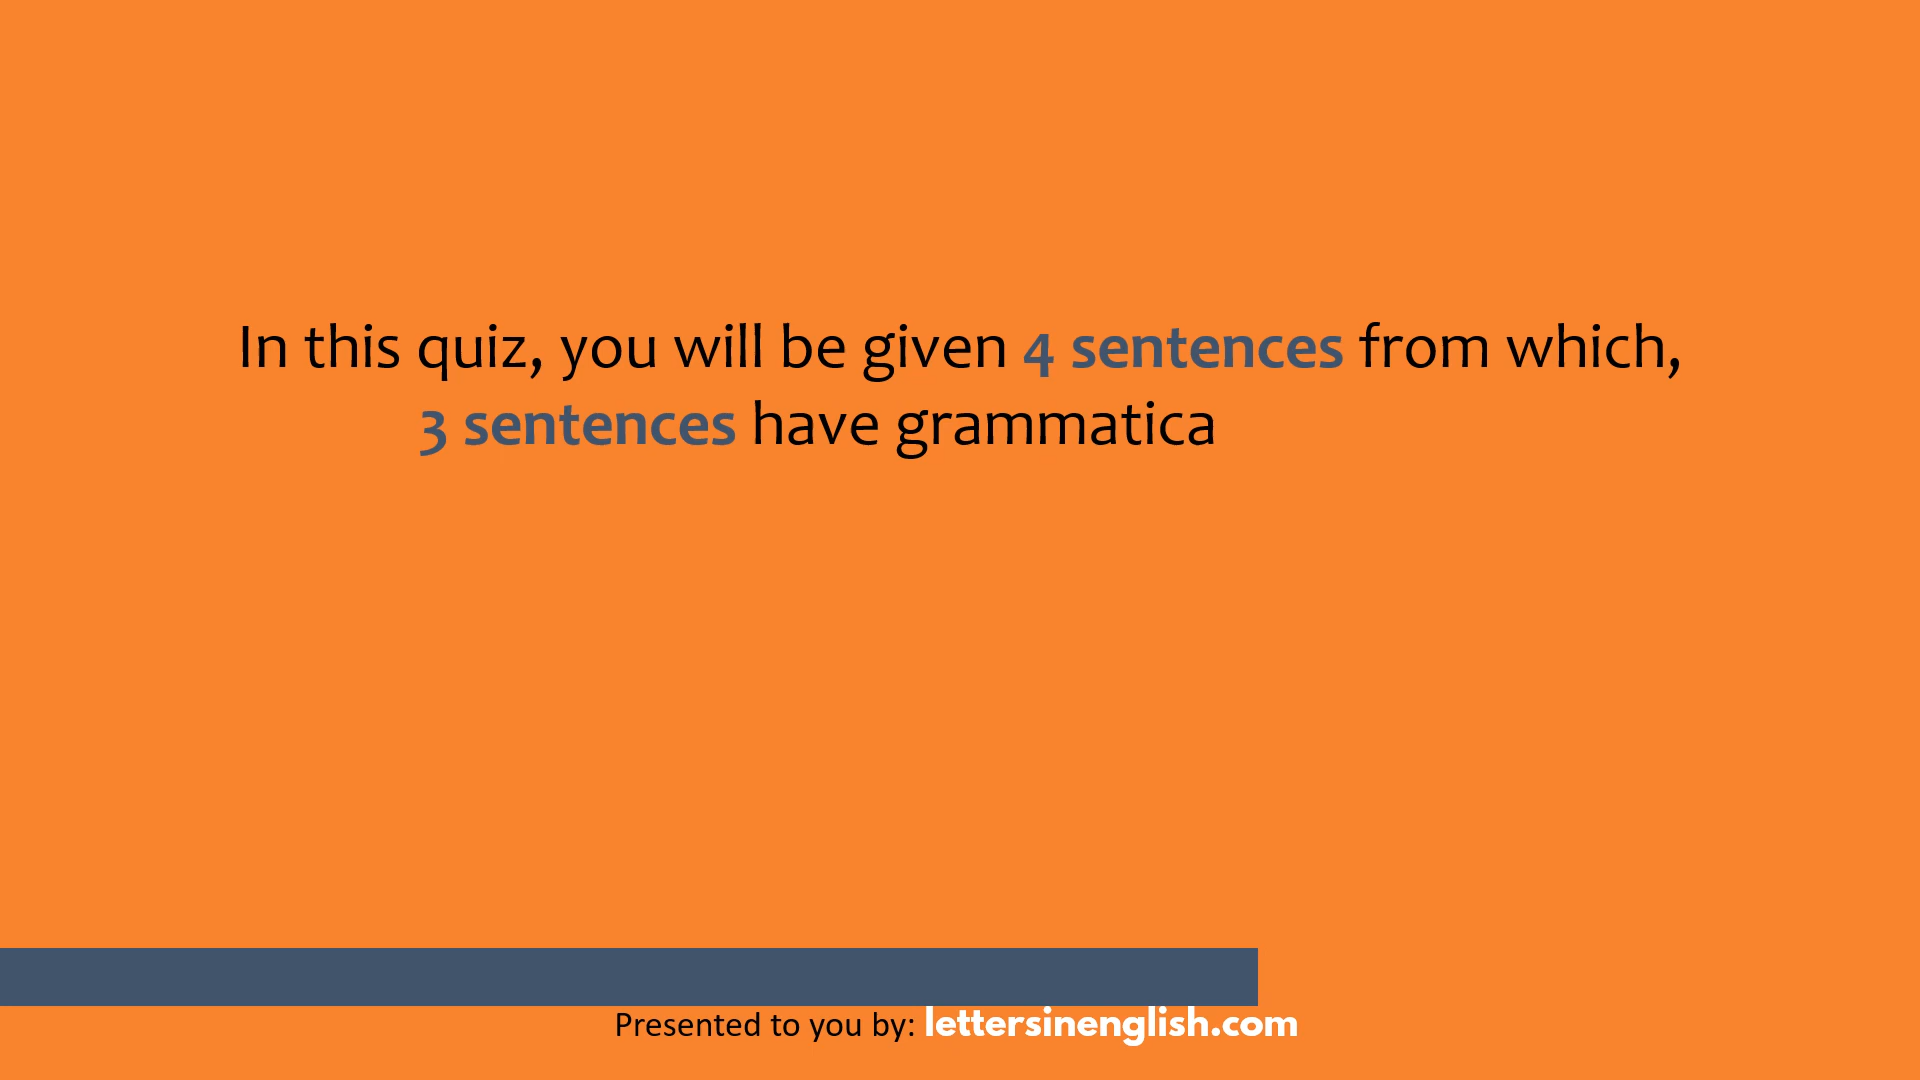 In this quiz, you will be given 4 sentences from which,
3 sentences have grammatica
Presented to you by: lettersinenglish.com